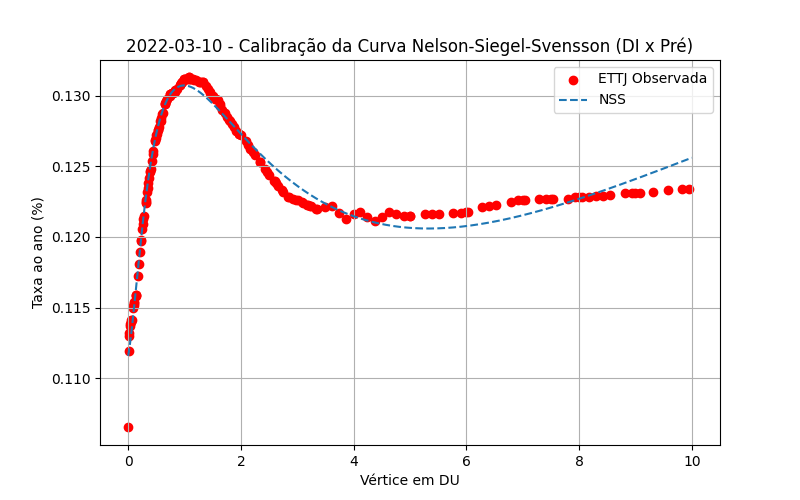 2022-03-10 - Calibração da Curva Nelson-Siegel-Svensson (DI x Pré)
ETTJ Observada
NSS
Taxa ao ano (%)
0.130
0.125
0.120
0.115
0.110
0 2 4 6 8 10
Vértice em DU